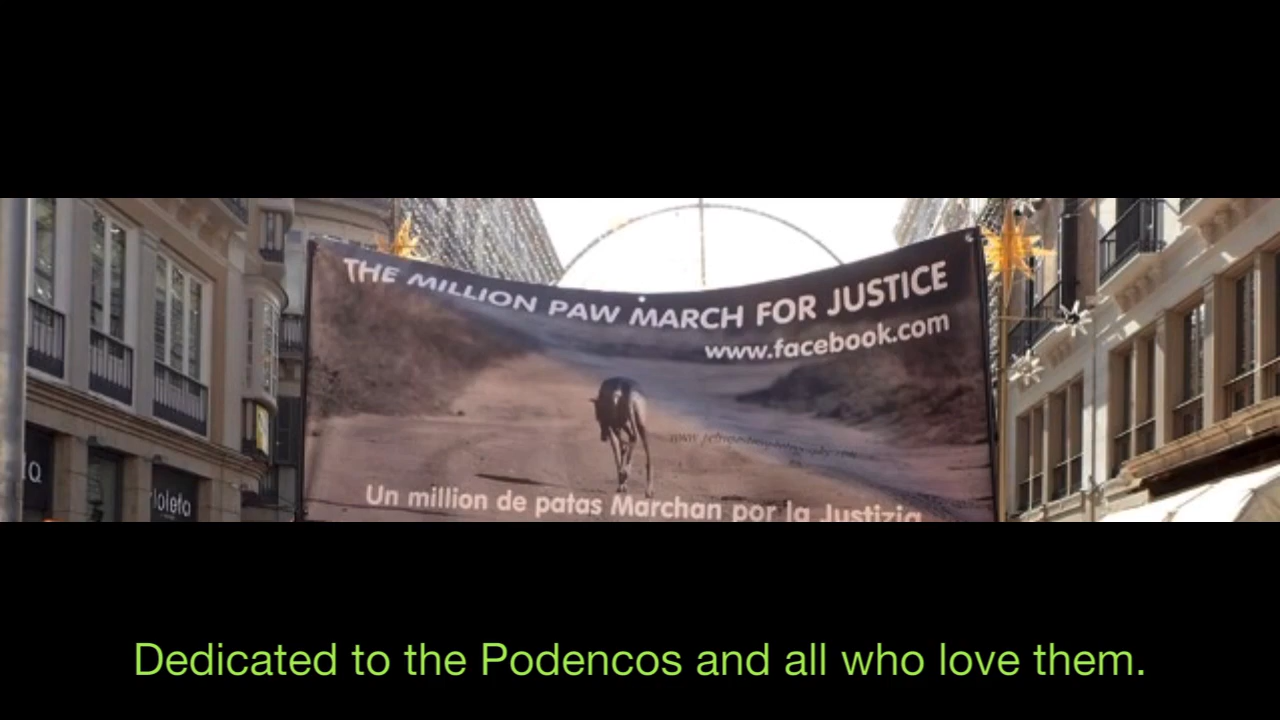 THE MILLION PAW MARCH FOR JUSTICE
www.facebook.com
Un million de patas Marchan por la Justizia
ioleta
Dedicated to the Podencos and all who love them.